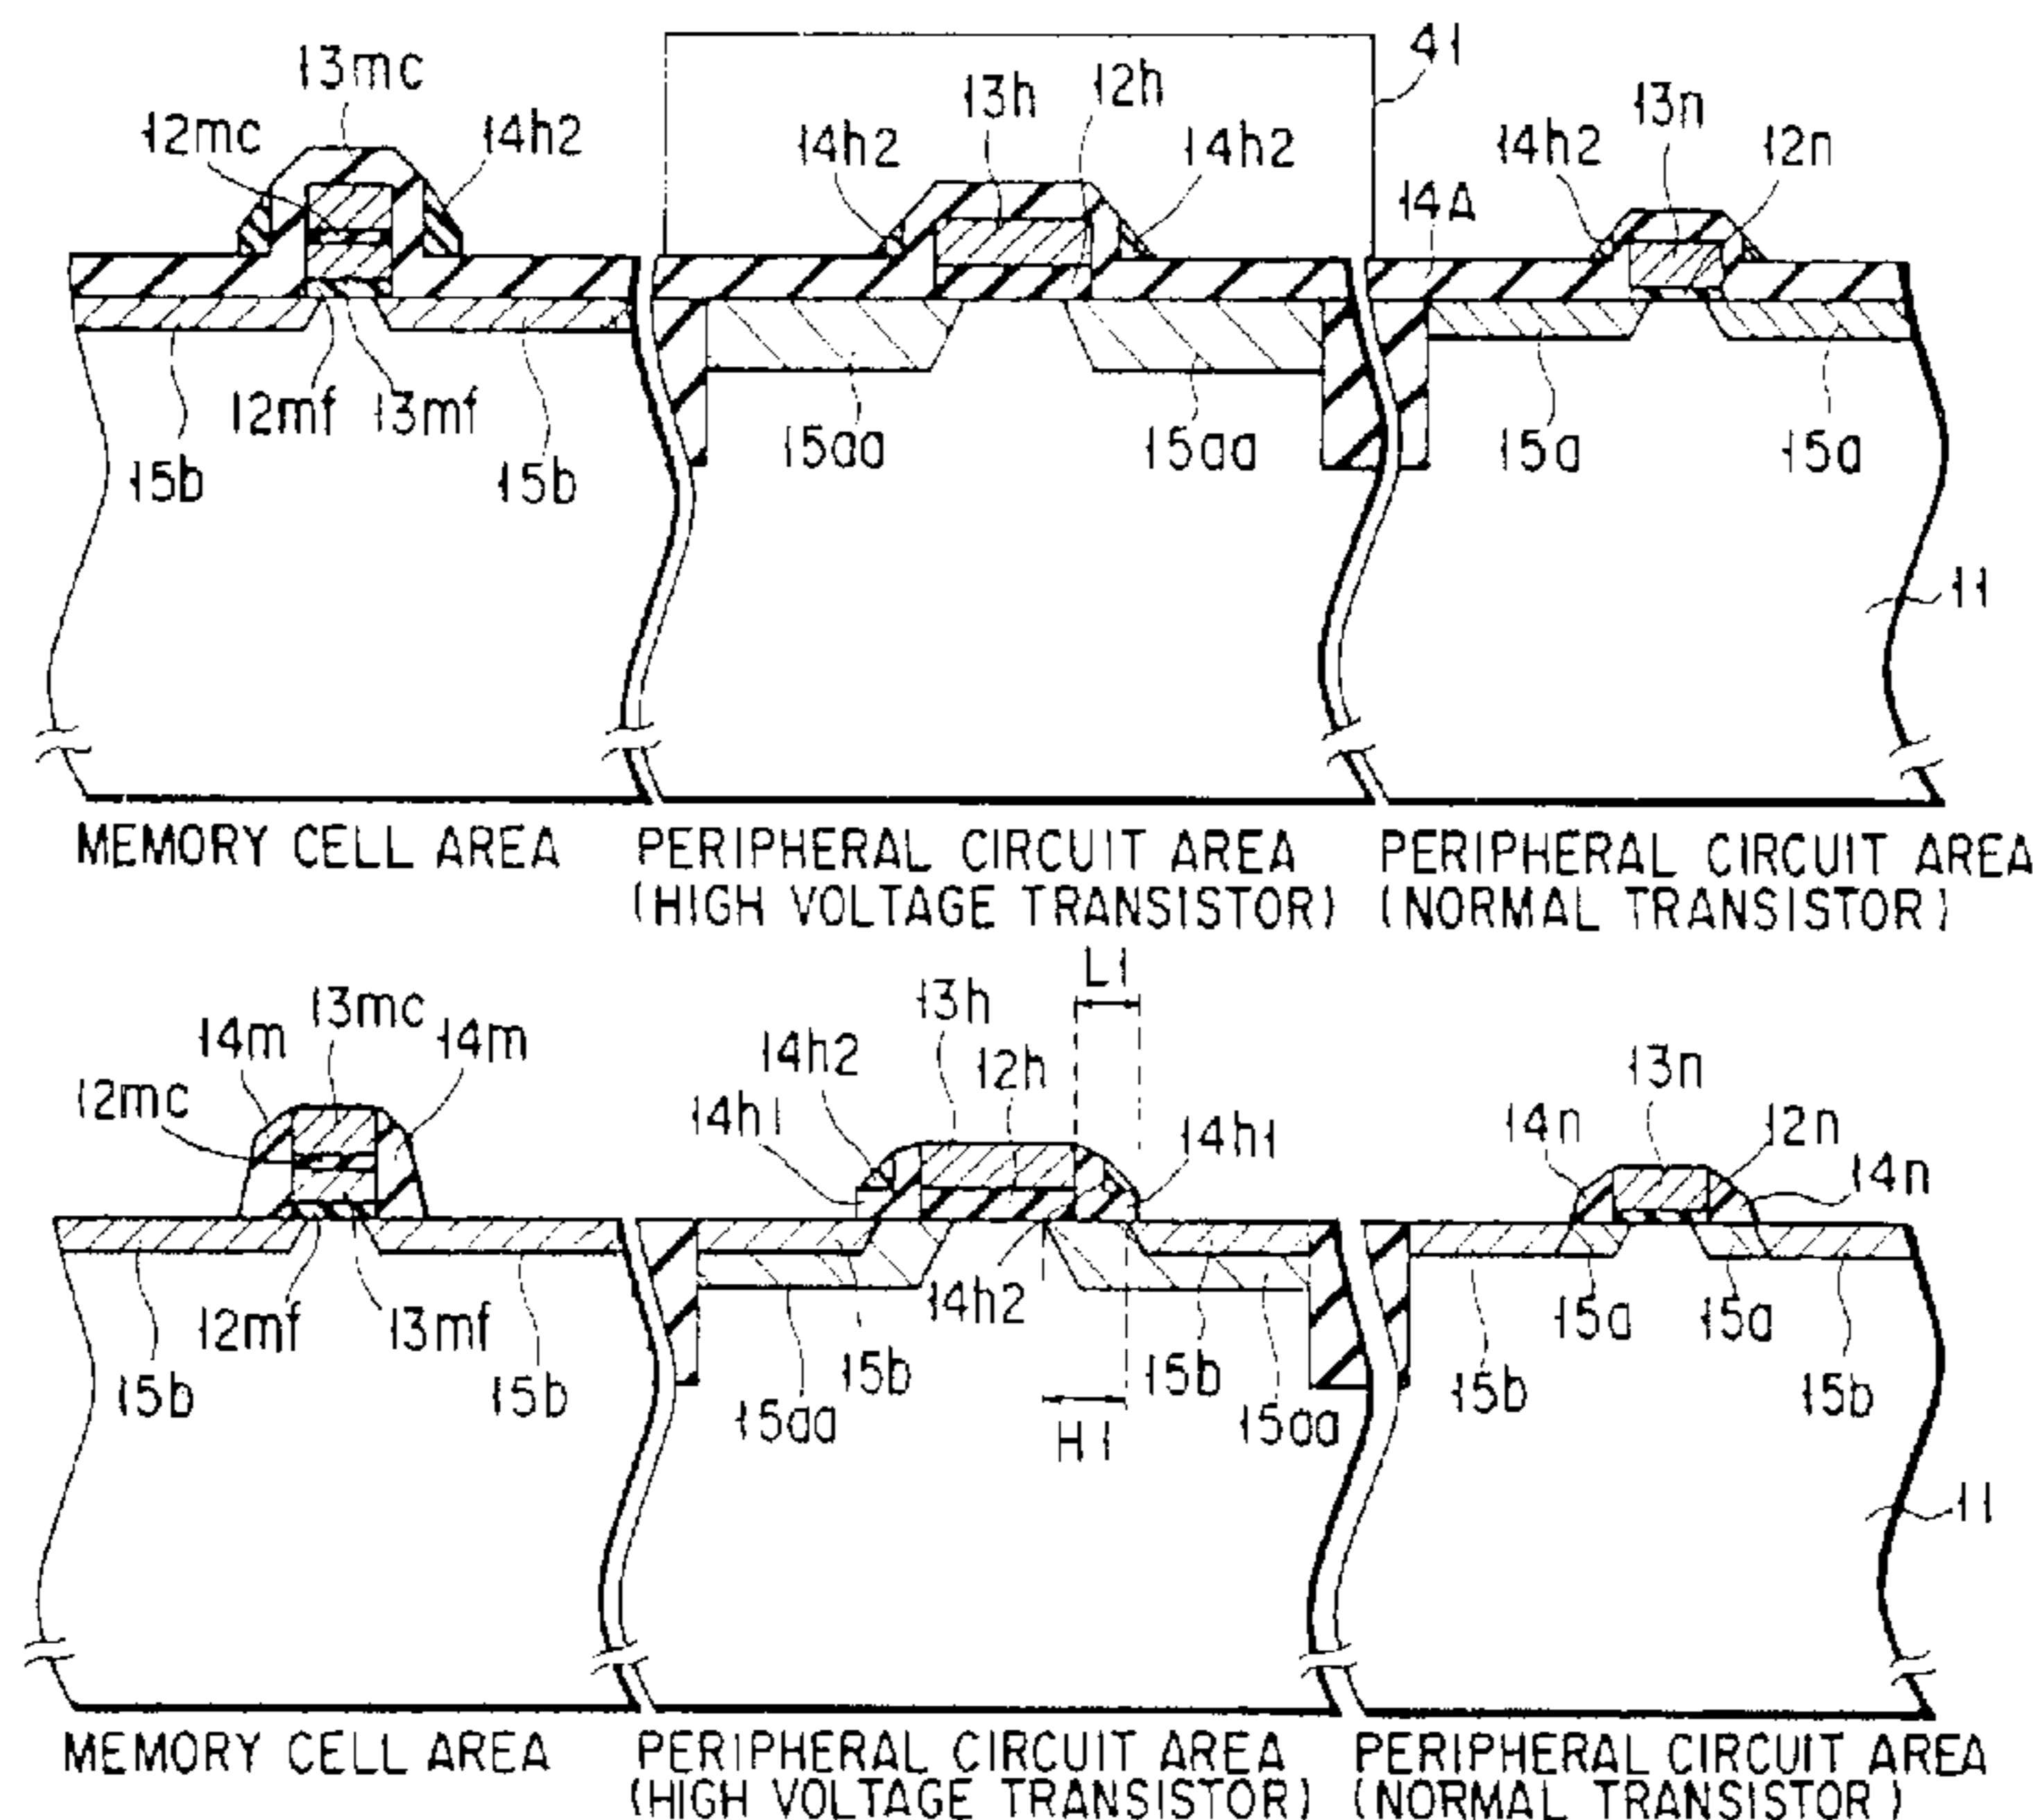 41
13mc
13h
12h
13n
12mc
14h2
14h2
14h2
14h2
12n
14A
12mf
13mf
15aa
15aa
15a
15a
15b
15b
11
MEMORY CELL AREA
PERIPHERAL CIRCUIT AREA
(HIGH VOLTAGE TRANSISTOR)
PERIPHERAL CIRCUIT AREA
(NORMAL TRANSISTOR)
L1
13mc
13h
14m
14m
14h2
12h
13n
12mc
14h1
14h1
14n
12n
14n
12mf
13mf
14h2
15a
15a
15b
15b
15b
15b
15b
15b
15aa
15aa
H1
11
MEMORY CELL AREA
PERIPHERAL CIRCUIT AREA
(HIGH VOLTAGE TRANSISTOR)
PERIPHERAL CIRCUIT AREA
(NORMAL TRANSISTOR)